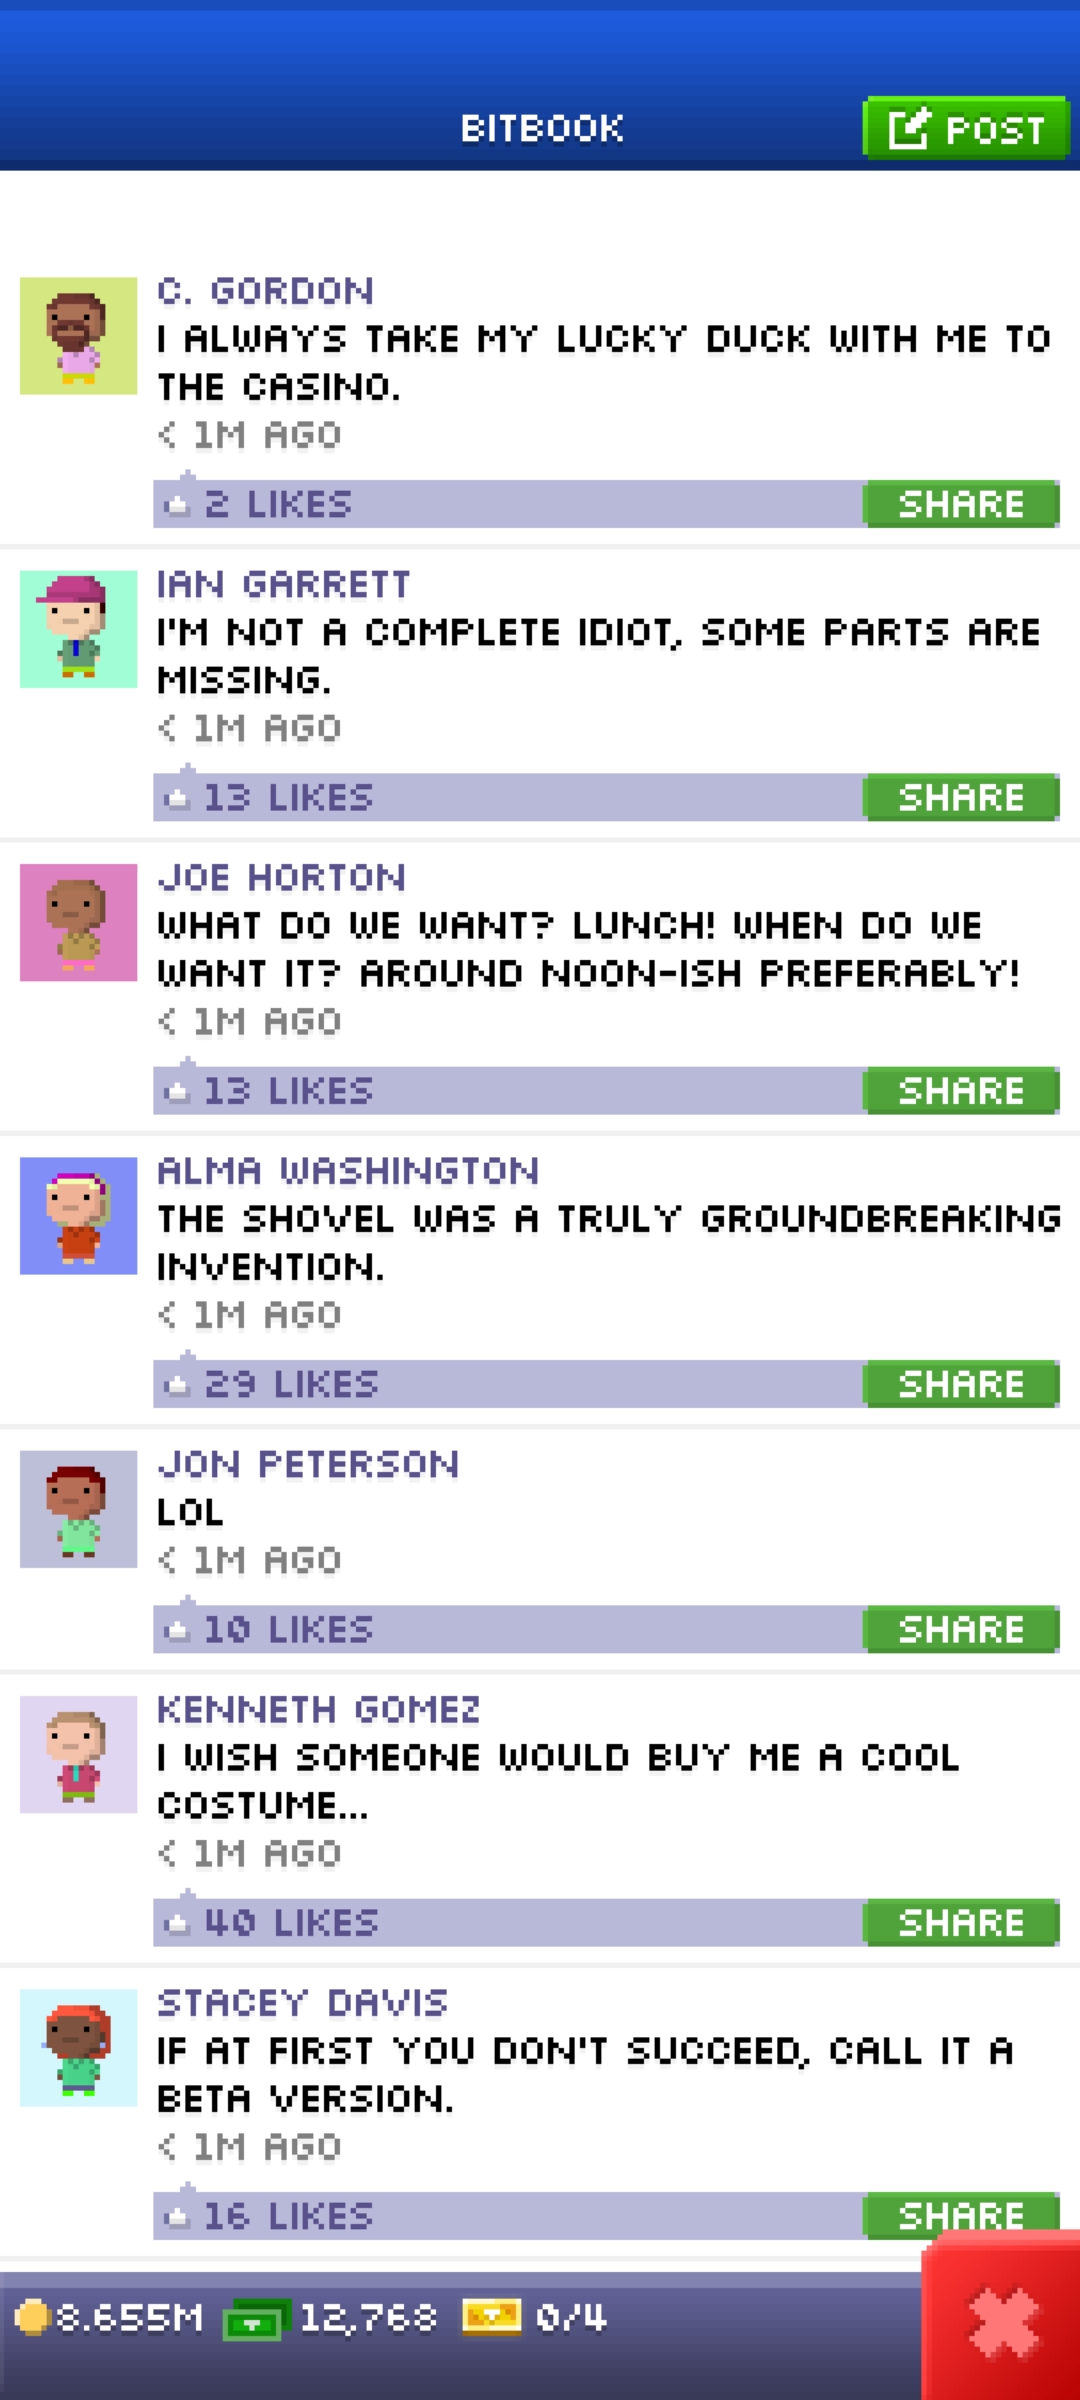 BITBOOK
POST
C. GORDON
I ALWAYS TAKE MY LUCKY DUCK WITH ME TO
THE CASINO.
< 1M AGO
2 LIKES
SHARE
IAN GARRETT
I'M NOT A COMPLETE IDIOT, SOME PARTS ARE
MISSING.
< 1M AGO
13 LIKES
SHARE
JOE HORTON
WHAT DO WE WANT? LUNCH! WHEN DO WE
WANT IT? AROUND NOON-ISH PREFERABLY!
< 1M AGO
13 LIKES
SHARE
ALMA WASHINGTON
THE SHOVEL WAS A TRULY GROUNDBREAKING
INVENTION.
< 1M AGO
29 LIKES
SHARE
JON PETERSON
LOL
< 1M AGO
10 LIKES
SHARE
KENNETH GOMEZ
I WISH SOMEONE WOULD BUY ME A COOL
COSTUME...
< 1M AGO
40 LIKES
SHARE
STACEY DAVIS
IF AT FIRST YOU DON'T SUCCEED, CALL IT A
BETA VERSION.
< 1M AGO
16 LIKES
SHARE
8.655M 12,768 0/4